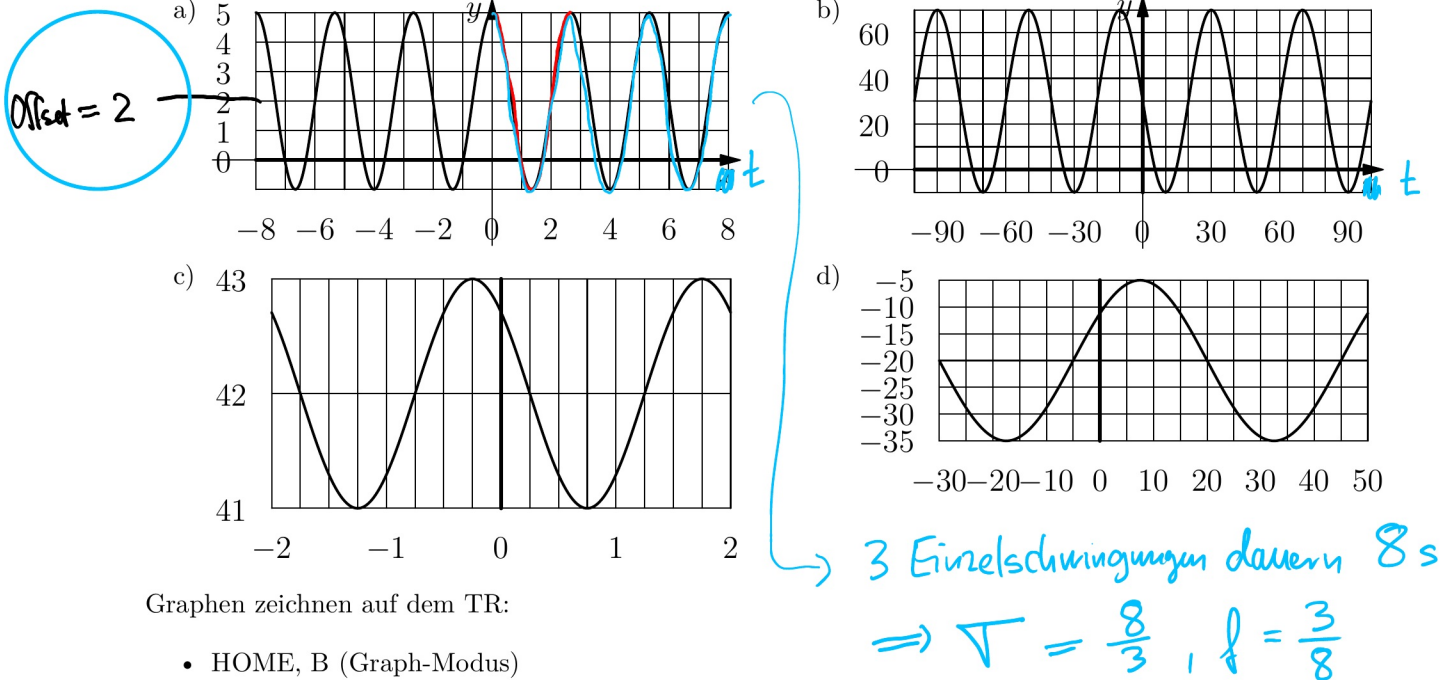 a)
y
5
4
3
2
1
0
−8 −6 −4 −2 0 2 4 6 8
t
Offset = 2
b)
y
60
40
20
0
−90 −60 −30 0 30 60 90
t
c)
43
42
41
−2 −1 0 1 2
d)
−5
−10
−15
−20
−25
−30
−35
−30 −20 −10 0 10 20 30 40 50
3 Einzelschwingungen dauern 8 s
⇒ T = 8/3 , f = 3/8
Graphen zeichnen auf dem TR:
• HOME, B (Graph-Modus)